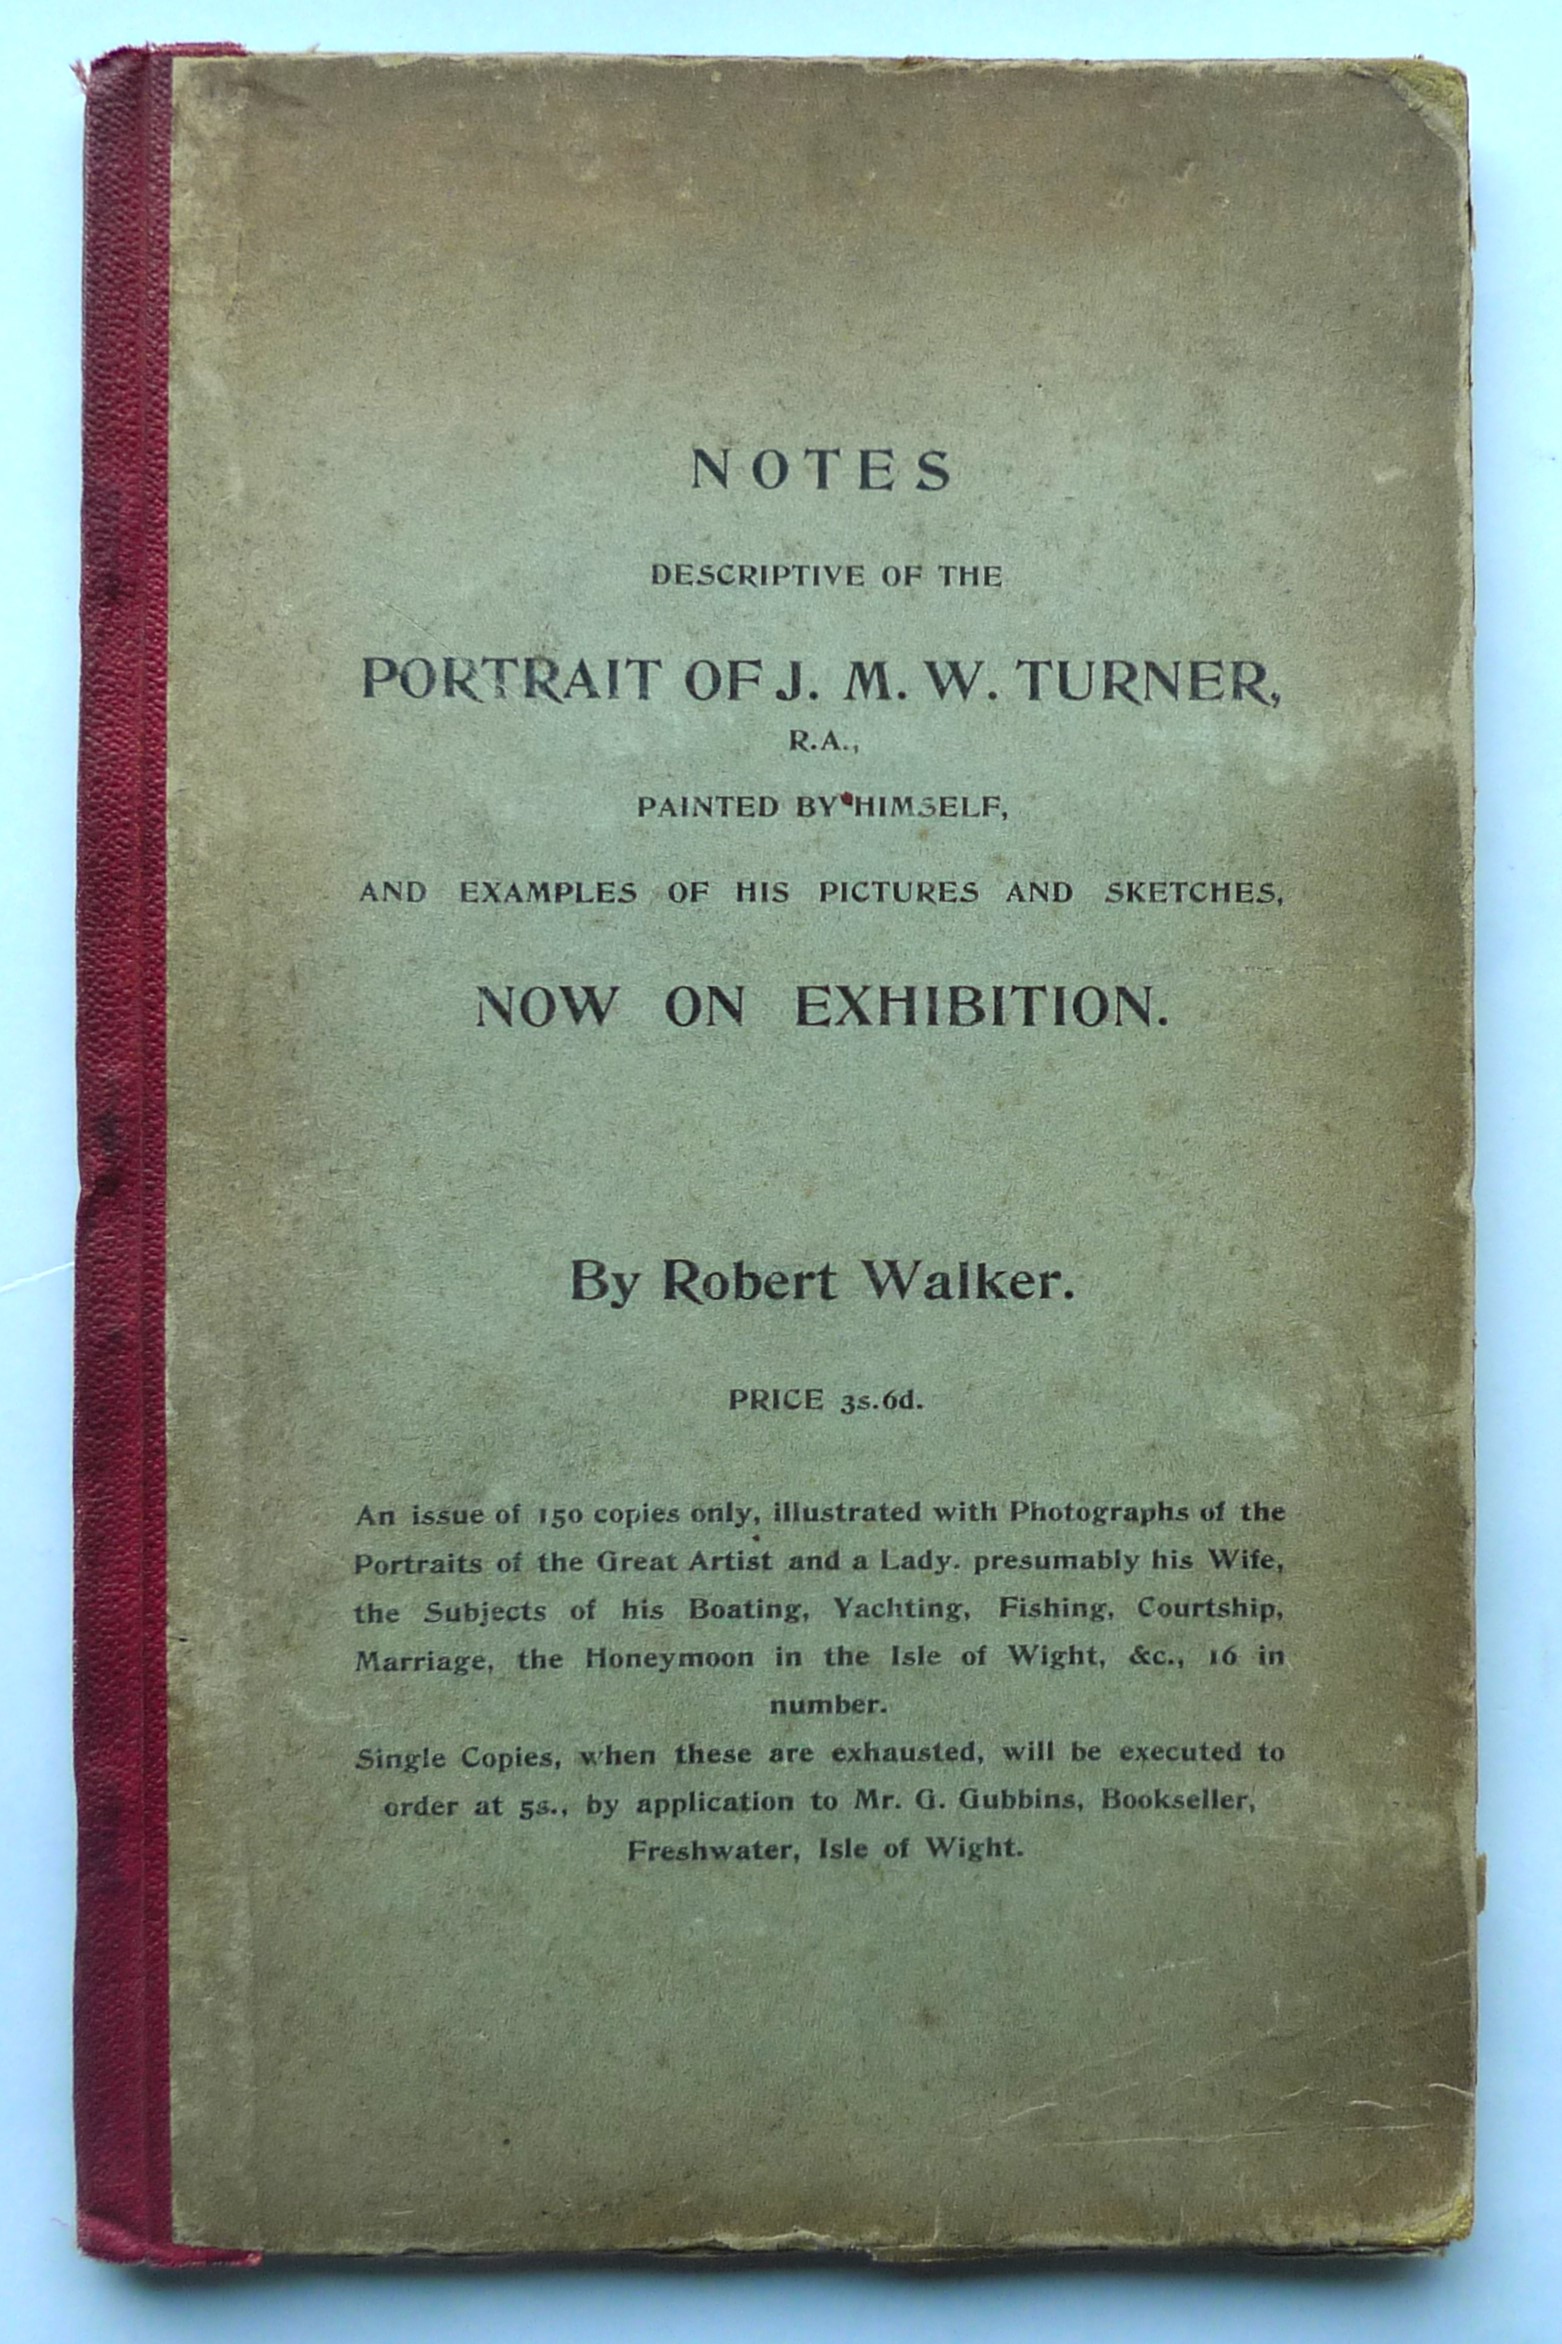 NOTES
DESCRIPTIVE OF THE
PORTRAIT OF J. M. W. TURNER,
R.A.,
PAINTED BY HIMSELF,
AND EXAMPLES OF HIS PICTURES AND SKETCHES,
NOW ON EXHIBITION.
By Robert Walker.
PRICE 3s.6d.
An issue of 150 copies only, illustrated with Photographs of the
Portraits of the Great Artist and a Lady. presumably his Wife,
the Subjects of his Boating, Yachting, Fishing, Courtship,
Marriage, the Honeymoon in the Isle of Wight, &c., 16 in
number.
Single Copies, when these are exhausted, will be executed to
order at 5s., by application to Mr. G. Gubbins, Bookseller,
Freshwater, Isle of Wight.